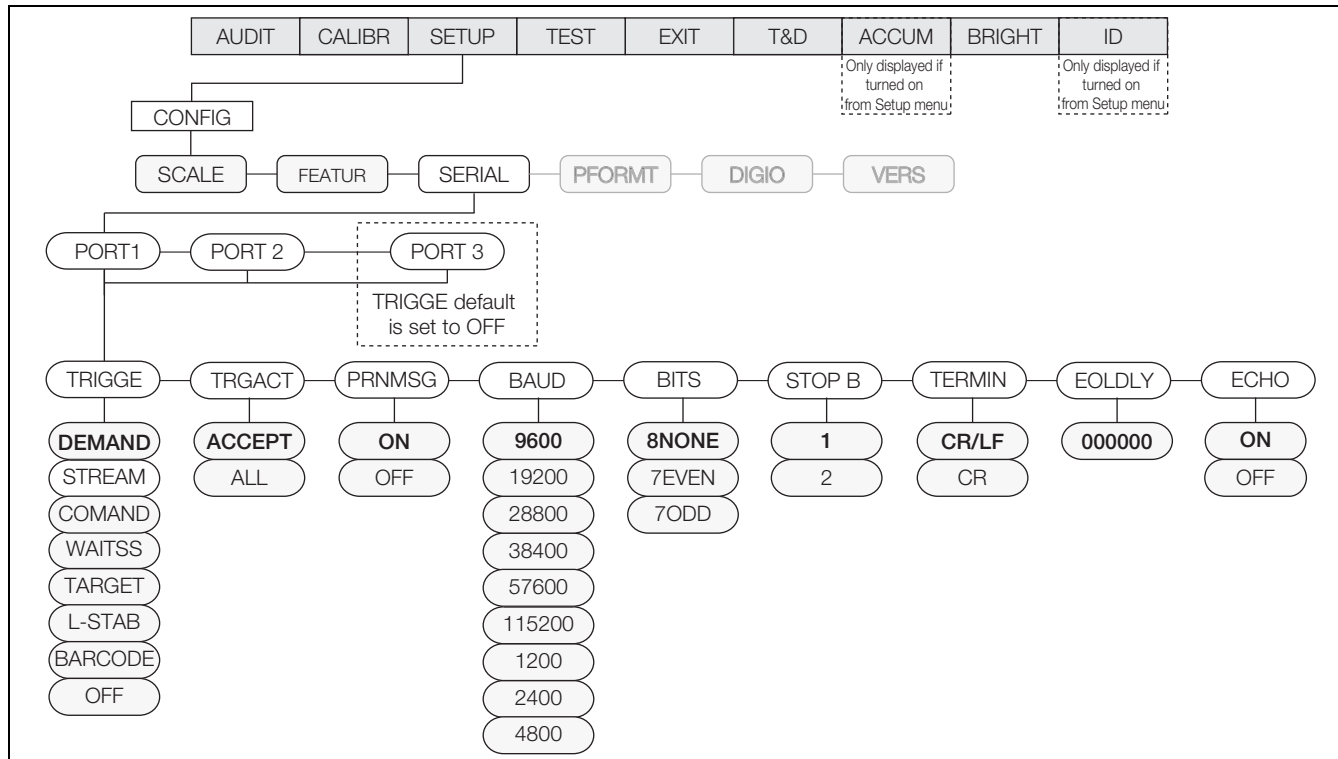 AUDIT CALIBR SETUP TEST EXIT T&D ACCUM BRIGHT ID
Only displayed if
turned on
from Setup menu
Only displayed if
turned on
from Setup menu
CONFIG
SCALE FEATUR SERIAL PFORMT DIGIO VERS
PORT1 PORT 2 PORT 3
TRIGGE default
is set to OFF
TRIGGE TRGACT PRNMSG BAUD BITS STOP B TERMIN EOLDLY ECHO
DEMAND ACCEPT ON 9600 8NONE 1 CR/LF 000000 ON
STREAM ALL OFF 19200 7EVEN 2 CR OFF
COMAND 28800 7ODD
WAITSS 38400
TARGET 57600
L-STAB 115200
BARCODE 1200
OFF 2400
4800